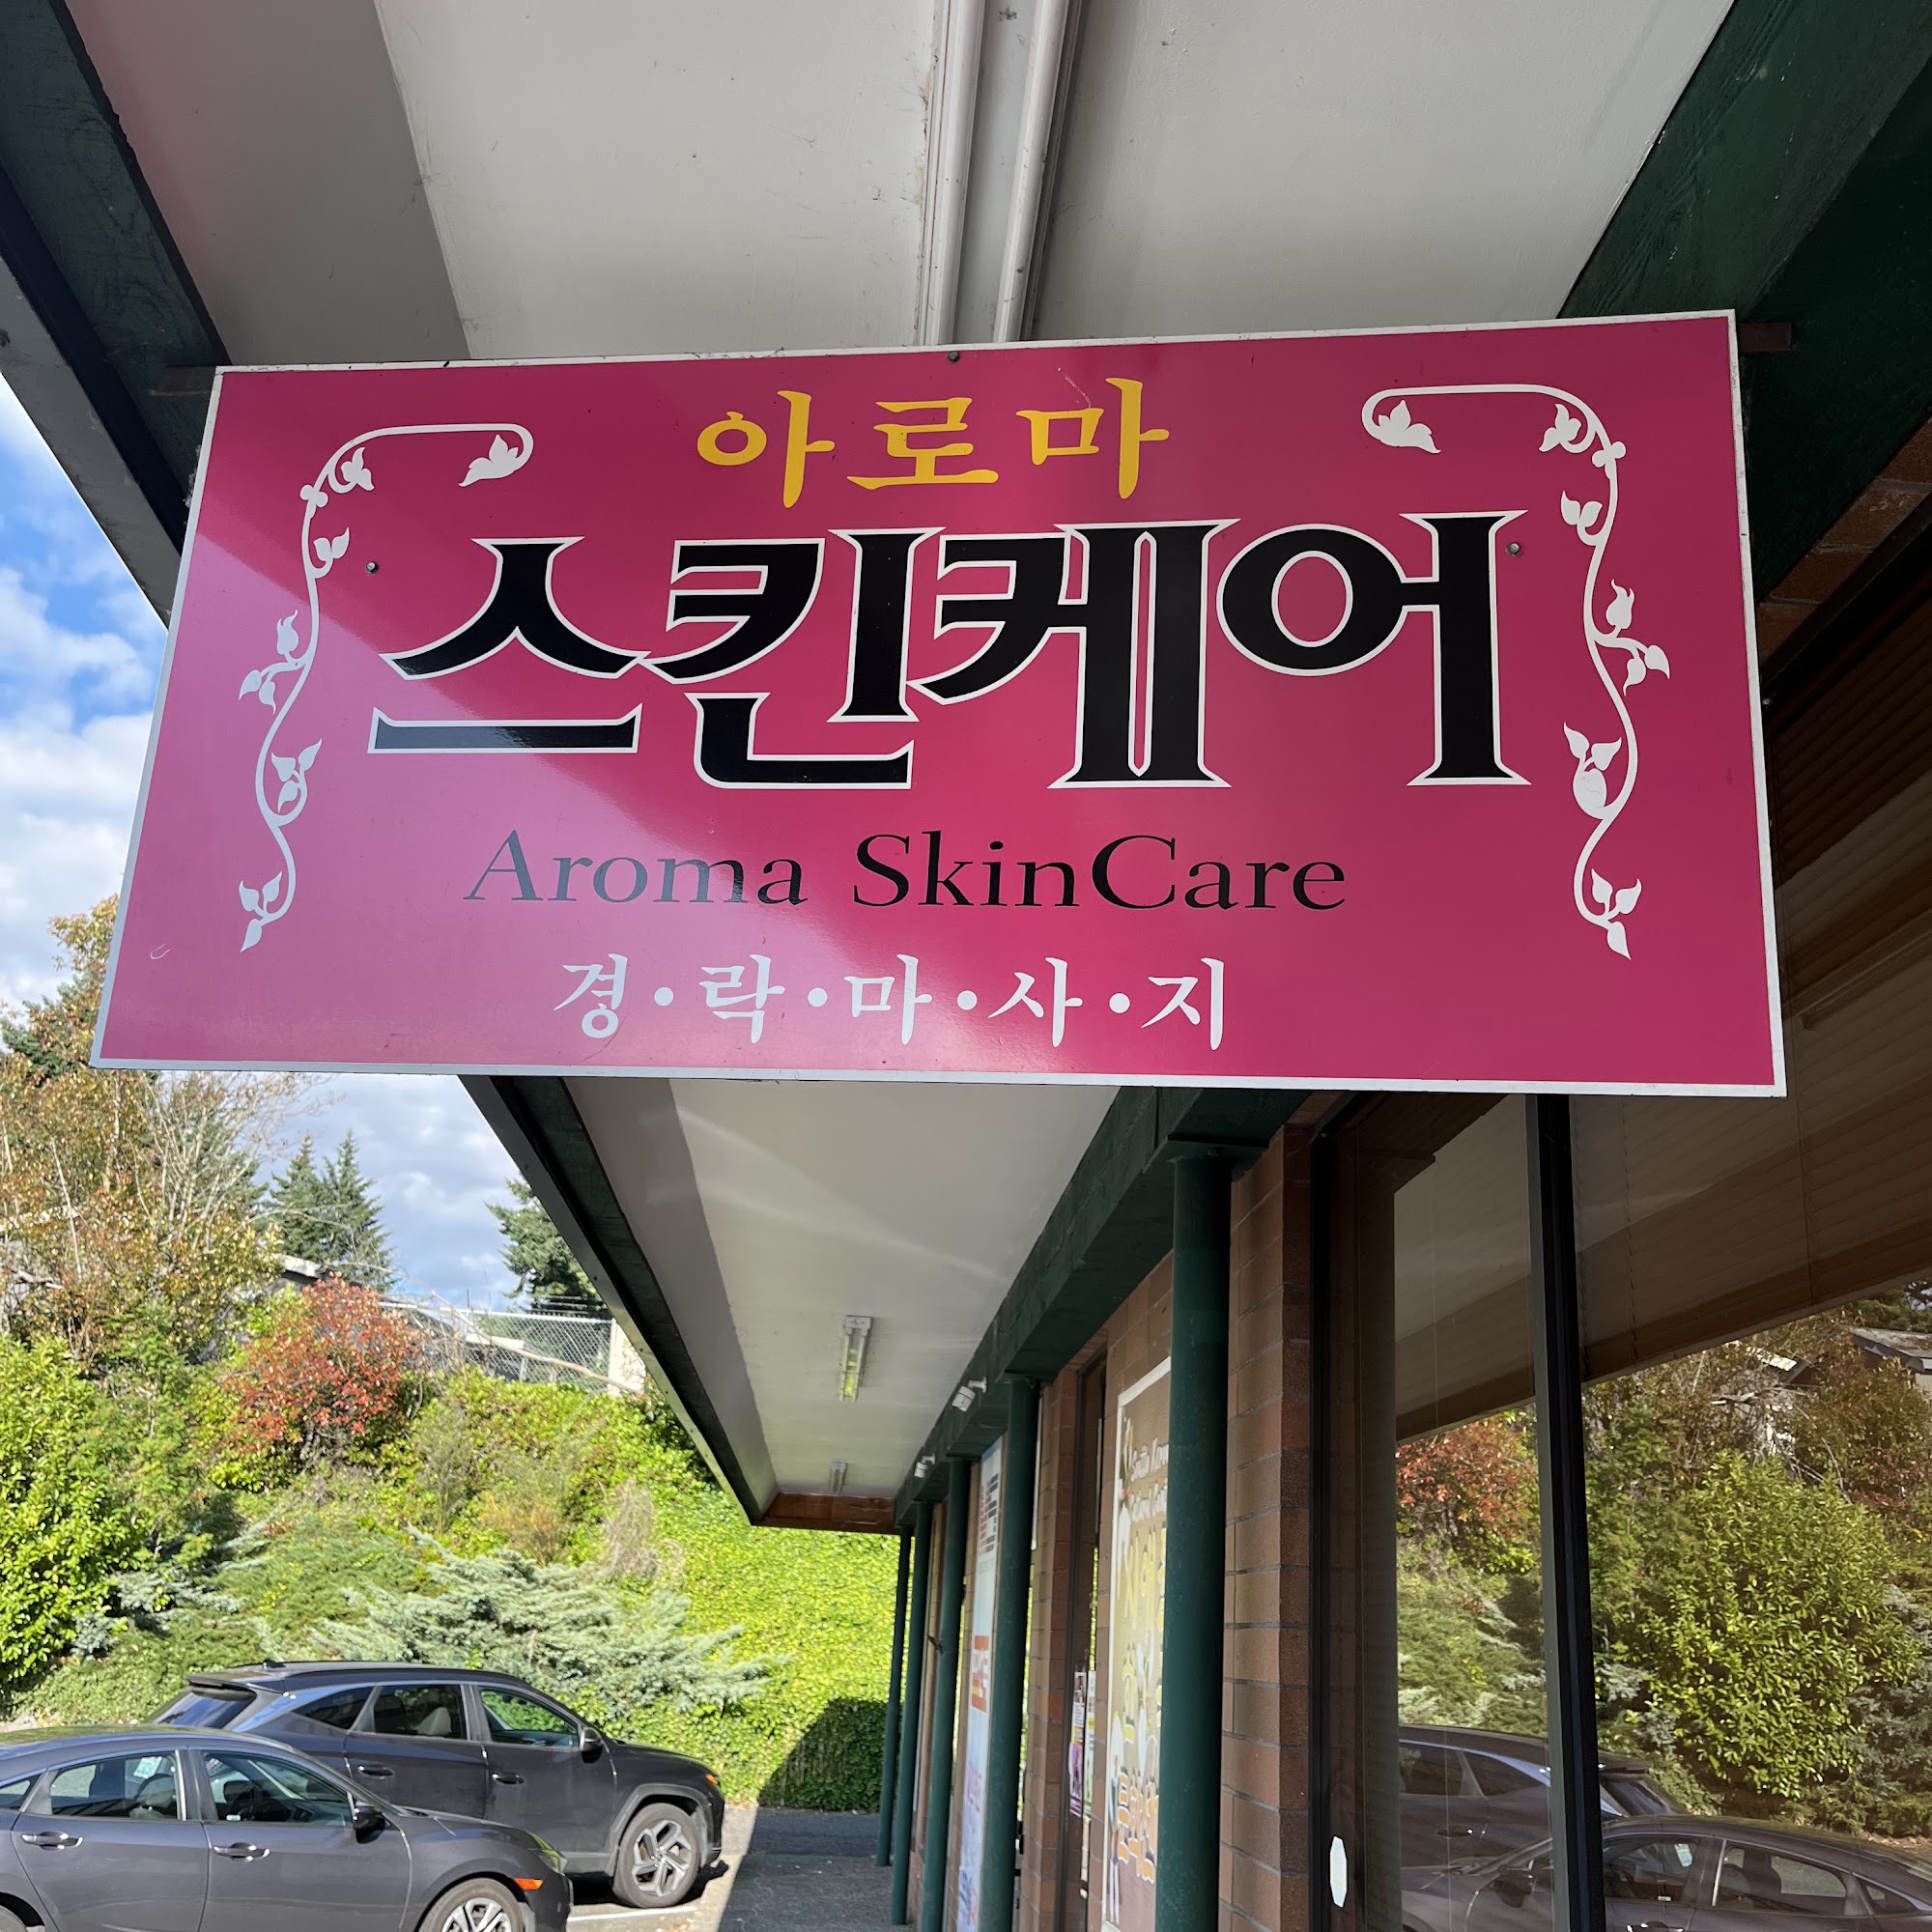 아로마
스킨케어
Aroma SkinCare
경·락·마·사·지